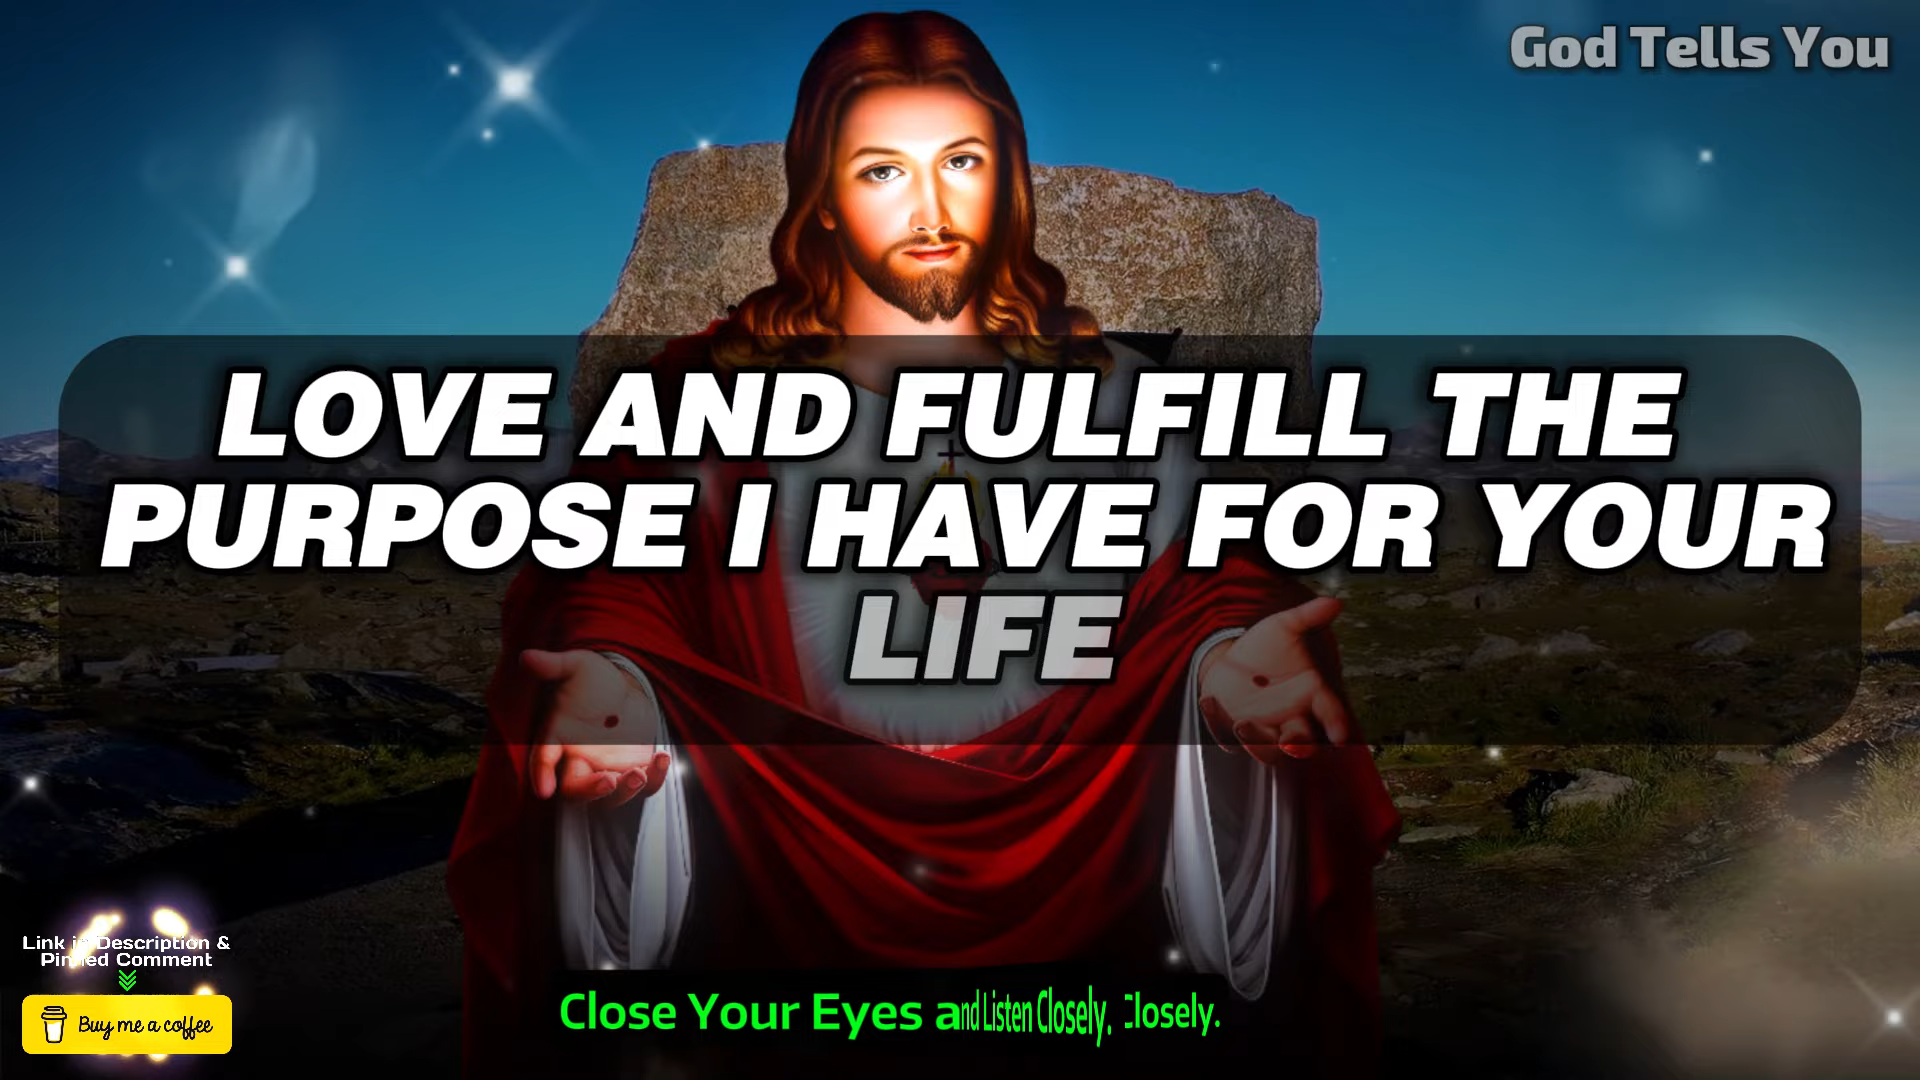 God Tells You
LOVE AND FULFILL THE
PURPOSE I HAVE FOR YOUR
LIFE
Link in Description &
Pinned Comment
Buy me a coffee
Close Your Eyes and Listen Closely. Closely.